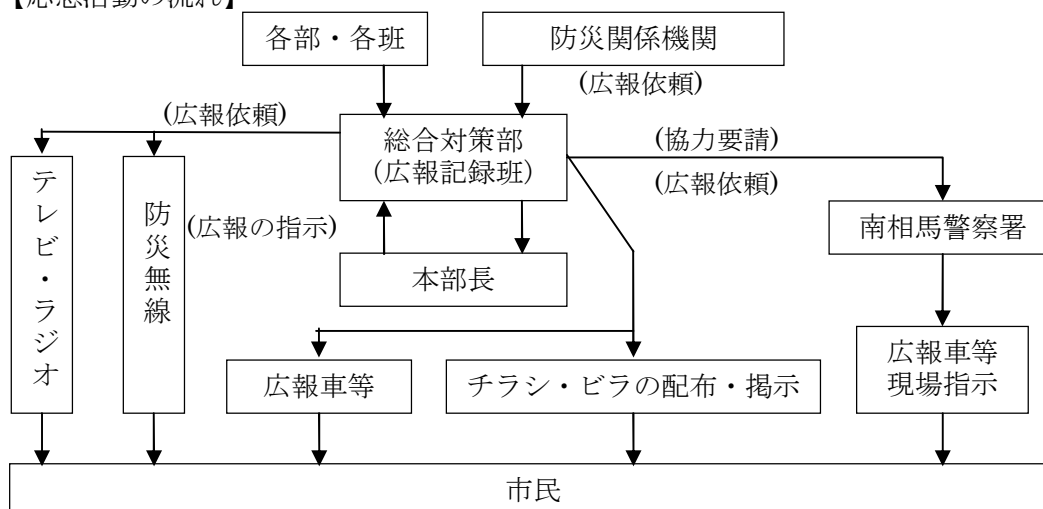 【応急活動の流れ】
各部・各班
防災関係機関
(広報依頼)
(広報依頼)
総合対策部
(広報記録班)
(協力要請)
(広報依頼)
テレビ・ラジオ
防災無線
(広報の指示)
南相馬警察署
本部長
広報車等
チラシ・ビラの配布・掲示
広報車等
現場指示
市民